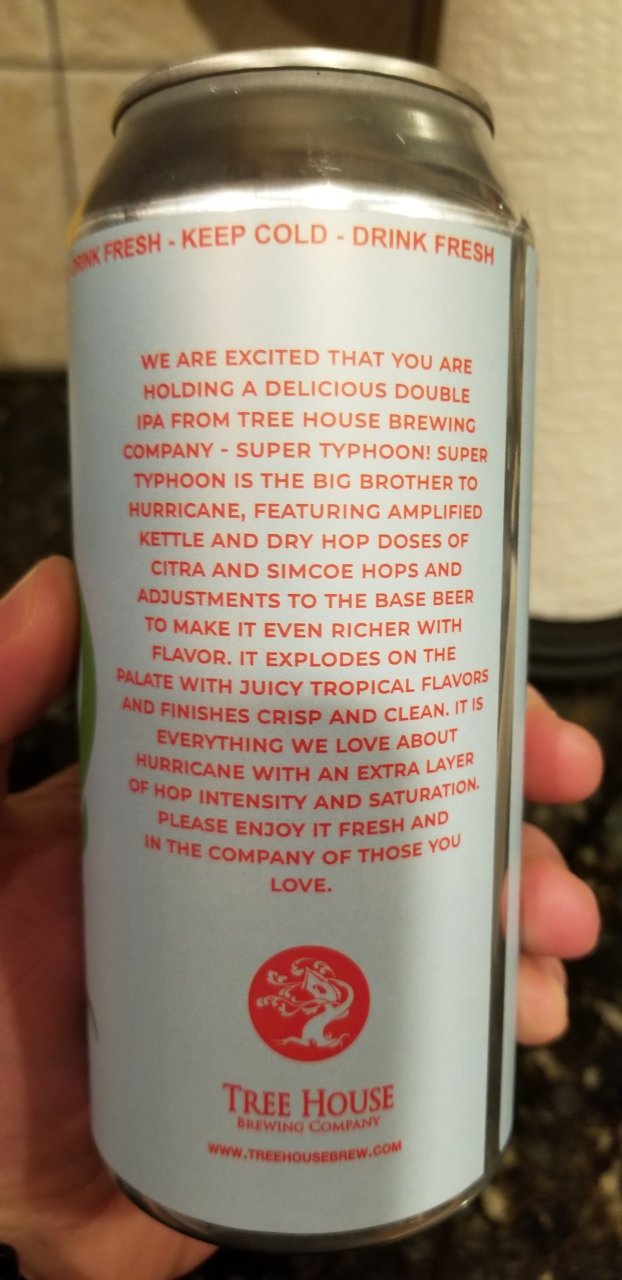 DRINK FRESH - KEEP COLD - DRINK FRESH
WE ARE EXCITED THAT YOU ARE
HOLDING A DELICIOUS DOUBLE
IPA FROM TREE HOUSE BREWING
COMPANY - SUPER TYPHOON! SUPER
TYPHOON IS THE BIG BROTHER TO
HURRICANE, FEATURING AMPLIFIED
KETTLE AND DRY HOP DOSES OF
CITRA AND SIMCOE HOPS AND
ADJUSTMENTS TO THE BASE BEER
TO MAKE IT EVEN RICHER WITH
FLAVOR. IT EXPLODES ON THE
PALATE WITH JUICY TROPICAL FLAVORS
AND FINISHES CRISP AND CLEAN. IT IS
EVERYTHING WE LOVE ABOUT
HURRICANE WITH AN EXTRA LAYER
OF HOP INTENSITY AND SATURATION.
PLEASE ENJOY IT FRESH AND
IN THE COMPANY OF THOSE YOU
LOVE.
TREE HOUSE
BREWING COMPANY
WWW.TREEHOUSEBREW.COM